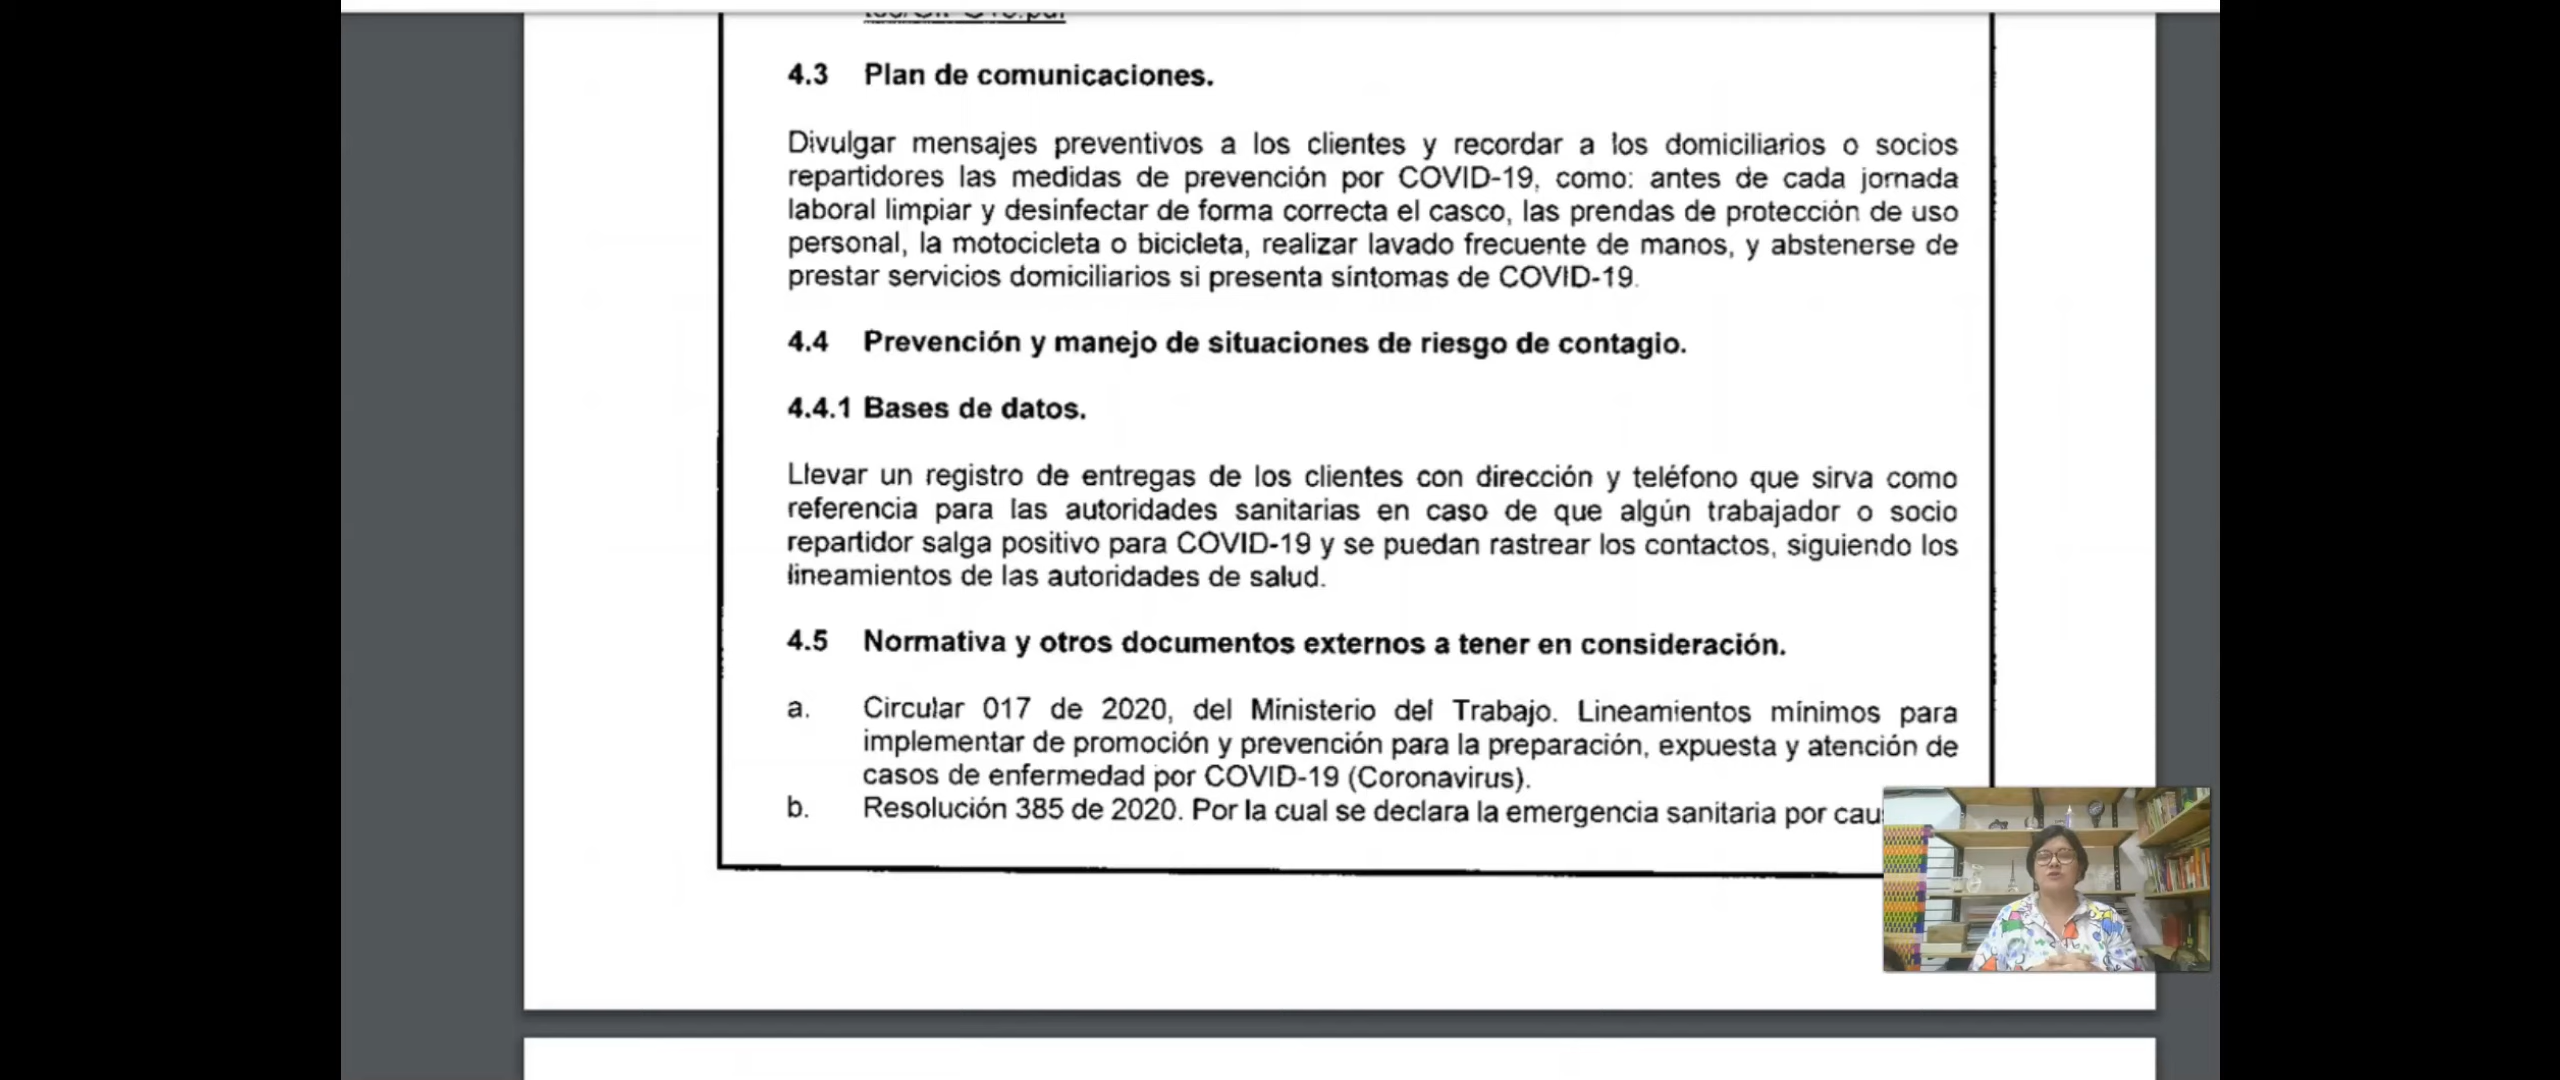 4.3 Plan de comunicaciones.
Divulgar mensajes preventivos a los clientes y recordar a los domiciliarios o socios
repartidores las medidas de prevención por COVID-19, como: antes de cada jornada
laboral limpiar y desinfectar de forma correcta el casco, las prendas de protección de uso
personal, la motocicleta o bicicleta, realizar lavado frecuente de manos, y abstenerse de
prestar servicios domiciliarios si presenta síntomas de COVID-19.
4.4 Prevención y manejo de situaciones de riesgo de contagio.
4.4.1 Bases de datos.
Llevar un registro de entregas de los clientes con dirección y teléfono que sirva como
referencia para las autoridades sanitarias en caso de que algún trabajador o socio
repartidor salga positivo para COVID-19 y se puedan rastrear los contactos, siguiendo los
lineamientos de las autoridades de salud.
4.5 Normativa y otros documentos externos a tener en consideración.
a. Circular 017 de 2020, del Ministerio del Trabajo. Lineamientos mínimos para
implementar de promoción y prevención para la preparación, expuesta y atención de
casos de enfermedad por COVID-19 (Coronavirus).
b. Resolución 385 de 2020. Por la cual se declara la emergencia sanitaria por cau